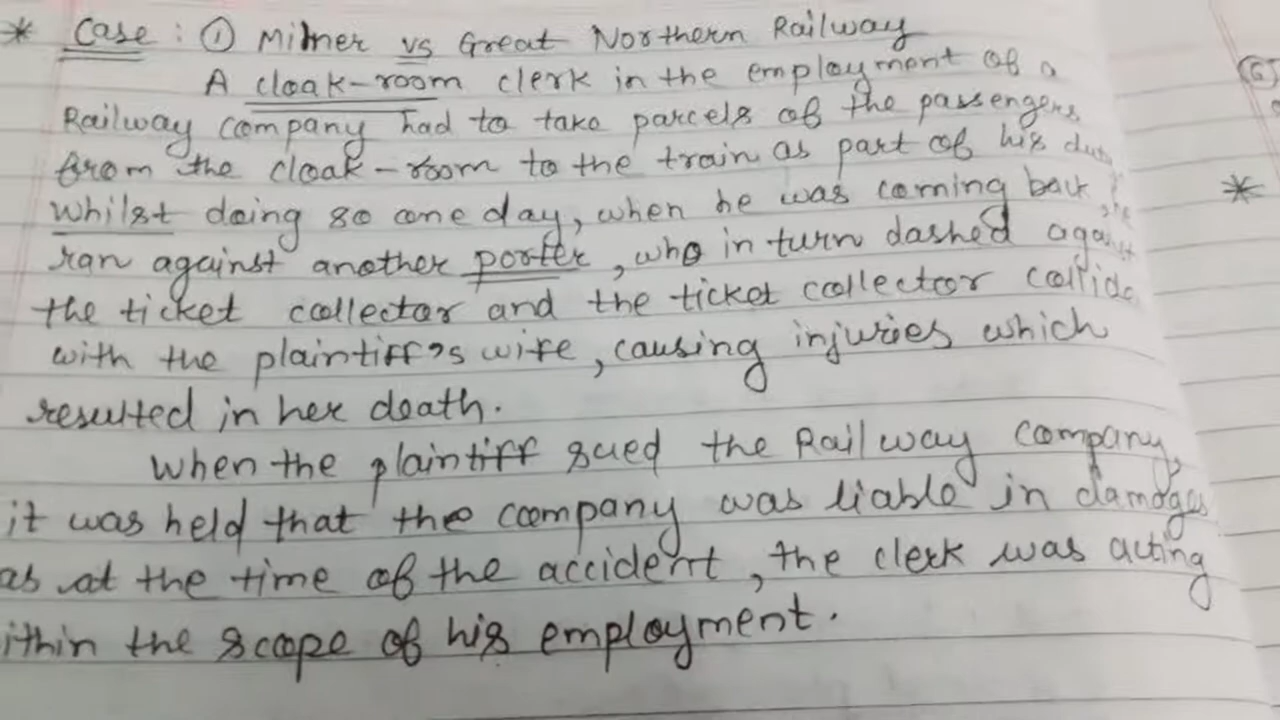 * Case : ① Milner vs Great Northern Railway
A cloak-room clerk in the employment of a
Railway company had to take parcels of the passengers
from the cloak-room to the train as part of his duty
whilst doing so one day, when he was coming back, he
ran against another porter, who in turn dashed against
the ticket collector and the ticket collector collide
with the plaintiff's wife, causing injuries which
resulted in her death.
when the plaintiff sued the Railway company,
it was held that the company was liable in damages
as at the time of the accident, the clerk was acting
ithin the scope of his employment.
*